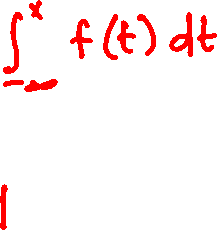 ∫ˣ f(t) dt